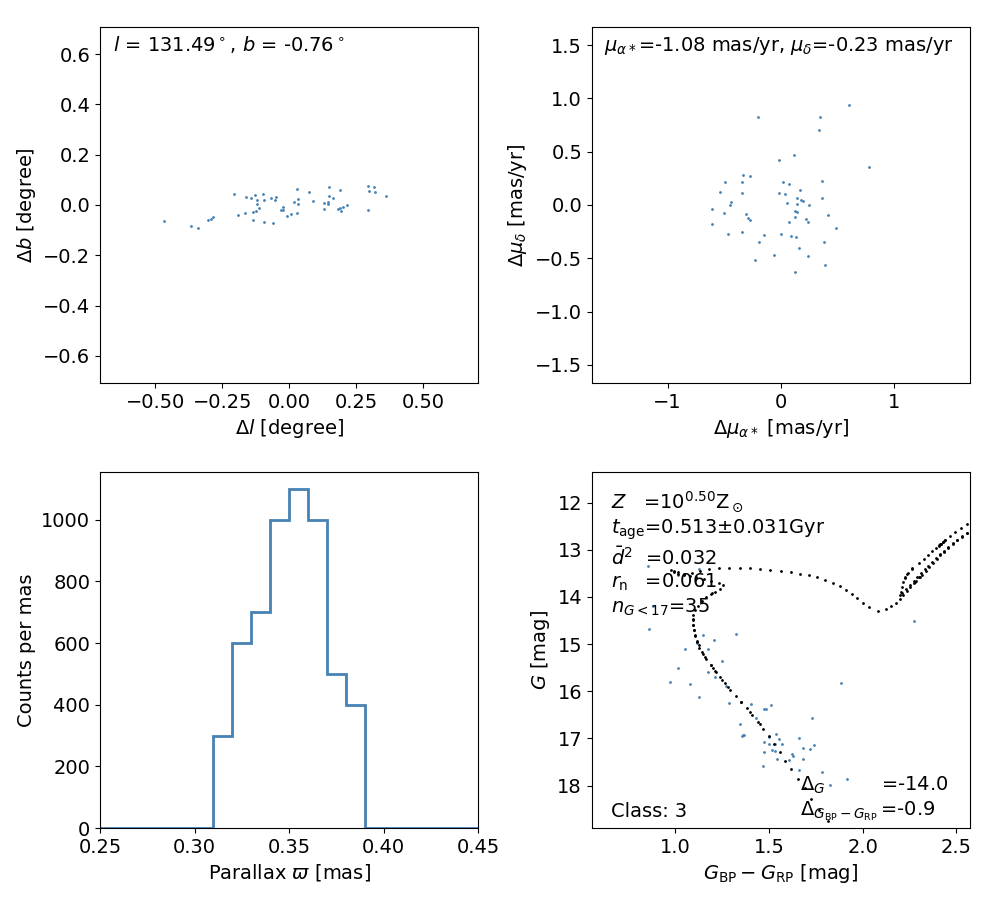 l = 131.49°, b = -0.76°
0.6
0.4
0.2
0.0
−0.2
−0.4
−0.6
Δb [degree]
−0.50 −0.25 0.00 0.25 0.50
Δl [degree]
μα*=-1.08 mas/yr, μδ=-0.23 mas/yr
1.5
1.0
0.5
0.0
−0.5
−1.0
−1.5
Δμδ [mas/yr]
−1 0 1
Δμα* [mas/yr]
1000
800
600
400
200
0
Counts per mas
0.25 0.30 0.35 0.40 0.45
Parallax ϖ [mas]
Z =10^0.50 Z⊙
t_age=0.513±0.031Gyr
d̄² =0.032
r_n =0.061
n_G<17=35
12
13
14
15
16
17
18
G [mag]
Δ_G =-14.0
Class: 3 Δ_G_BP−G_RP =-0.9
1.0 1.5 2.0 2.5
G_BP − G_RP [mag]